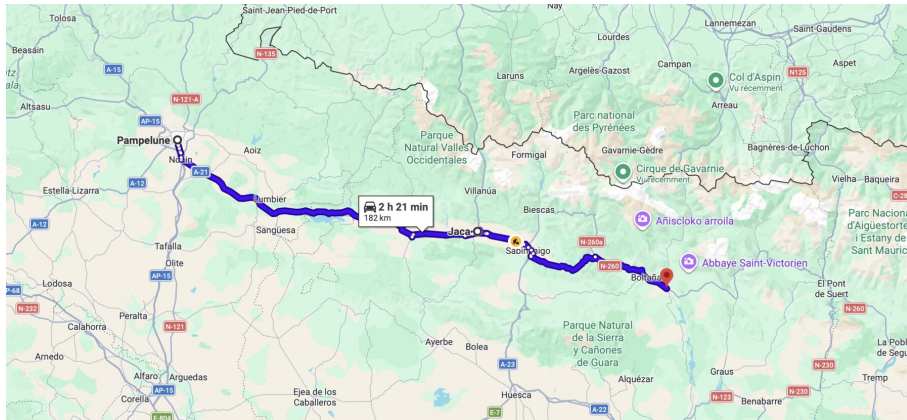 Saint-Jean-Pied-de-Port
Nay
Tolosa
Lannemezan
Saint-Gaudens
Lourdes
N-135
Beasáin
A-15
Campan
N125
Aspet
Laruns
Argelès-Gazost
Col d'Aspin
Vu récemment
Altsasu
N-121-A
Arreau
AP-15
Parc national
des Pyrénées
Pampelune
Parque
Natural Valles
Occidentales
Bagnères-de-Luchon
Aoiz
Formigal
Gavarnie-Gèdre
A-21
Cirque de Gavarnie
Vu récemment
Vielha
Baqueira
Estella-Lizarra
A-12
A-12
Villanúa
Lumbier
C-28
2 h 21 min
182 km
Biescas
Parc Nacional
d'Aigüestortes
i Estany de
Sant Maurici
Añiscloko arroila
Sangüesa
Jaca
Tafalla
N-260a
Olite
Abbaye Saint-Victorien
N-260
Boltaña
AP-15
Lodosa
El Pont
de Suert
AP-68
N-232
Peralta
N-121
N-260
Calahorra
Parque Natural
de la Sierra
y Cañones
de Guara
Ayerbe
Bolea
La Pobla
de Segur
Arnedo
A-23
Graus
Alquézar
Alfaro
Arguedas
N-230
Tremp
Ejea de los
Caballeros
Huesca
N-123
AP-15
Benabarre
N-230
Corella
E-804
E-7
A-22